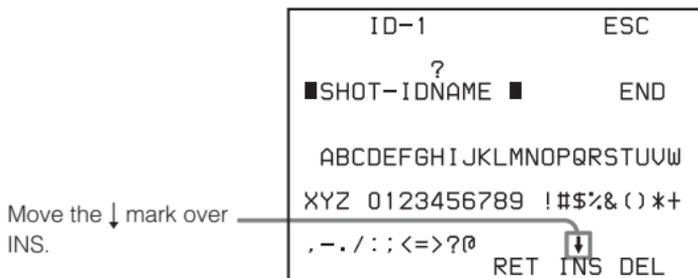 ID-1 ESC
?
■SHOT-IDNAME ■ END
ABCDEFGHIJKLMNOPQRSTUVW
XYZ 0123456789 !#$%&()*+
,-./:;<=>?@
↓
RET INS DEL
Move the ↓ mark over
INS.